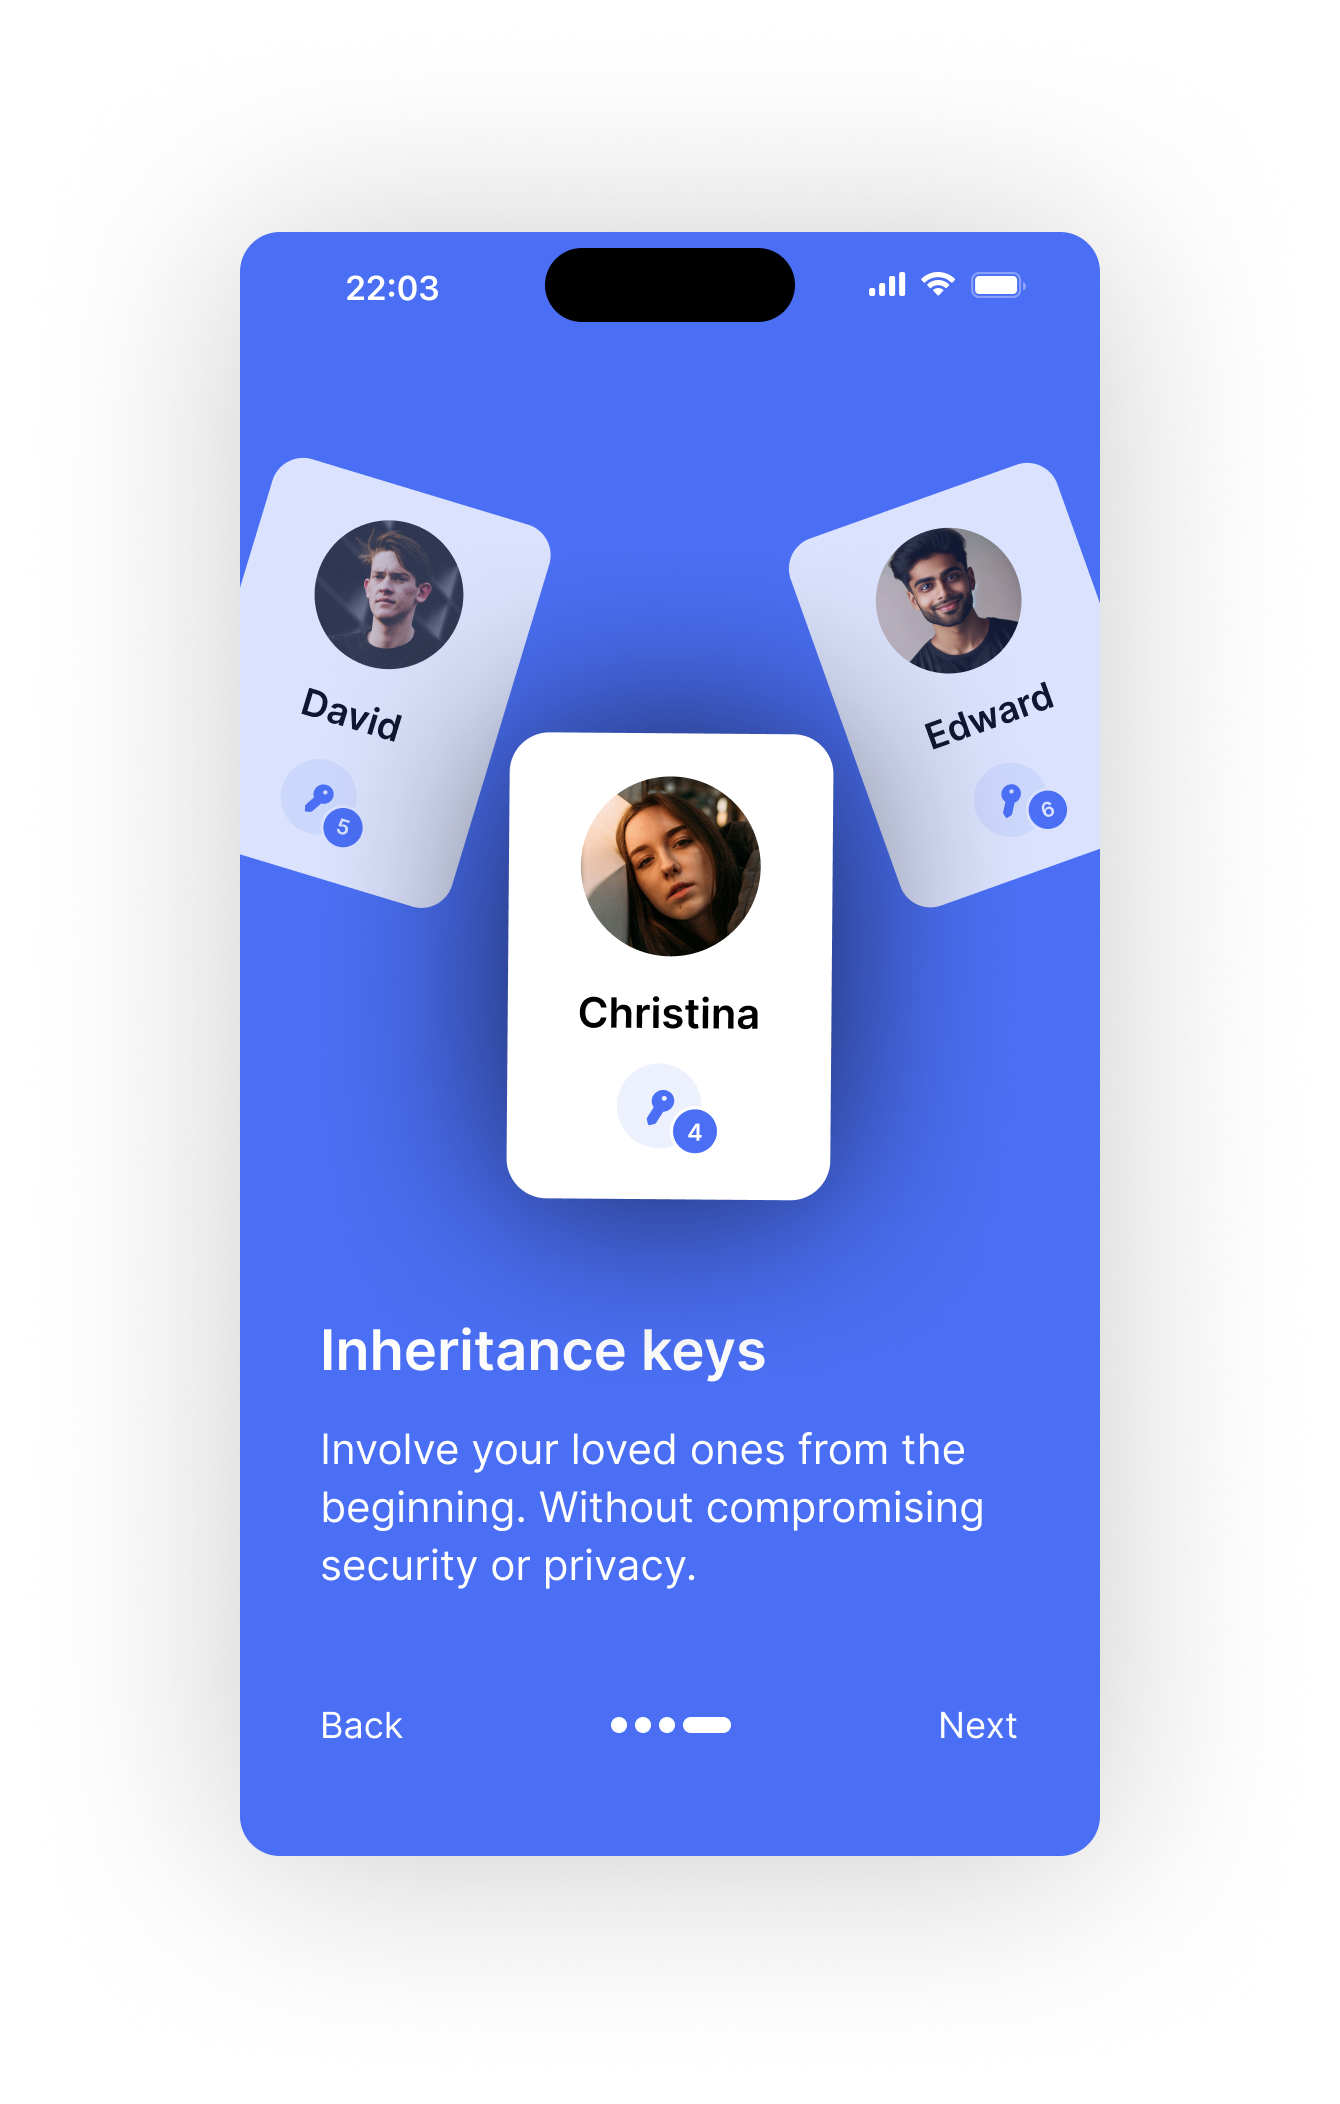 22:03
David
5
Edward
6
Christina
4
Inheritance keys
Involve your loved ones from the
beginning. Without compromising
security or privacy.
Back
Next